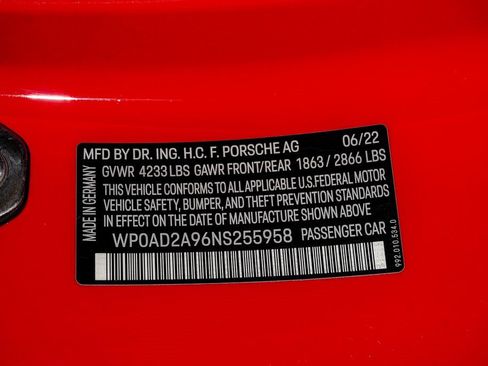 MFD BY DR. ING. H.C. F. PORSCHE AG 06/22
GVWR 4233 LBS GAWR FRONT/REAR 1863 / 2866 LBS
THIS VEHICLE CONFORMS TO ALL APPLICABLE U.S.FEDERAL MOTOR
VEHICLE SAFETY, BUMPER, AND THEFT PREVENTION STANDARDS
IN EFFECT ON THE DATE OF MANUFACTURE SHOWN ABOVE.
WP0AD2A96NS255958 PASSENGER CAR
MADE IN GERMANY
992.010.534.0